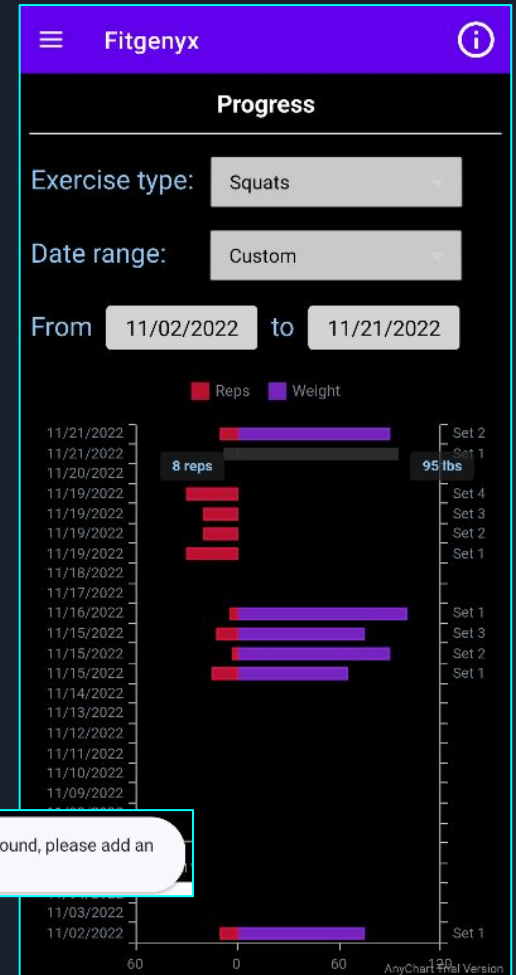 Fitgenyx
Progress
Exercise type: Squats
Date range: Custom
From 11/02/2022 to 11/21/2022
Reps Weight
11/21/2022 Set 2
11/21/2022 Set 1
8 reps 95 lbs
11/20/2022
11/19/2022 Set 4
11/19/2022 Set 3
11/19/2022 Set 2
11/19/2022 Set 1
11/18/2022
11/17/2022
11/16/2022 Set 1
11/15/2022 Set 3
11/15/2022 Set 2
11/15/2022 Set 1
11/14/2022
11/13/2022
11/12/2022
11/11/2022
11/10/2022
11/09/2022
ound, please add an
11/03/2022
11/02/2022 Set 1
60 0 60 120
AnyChart Trial Version